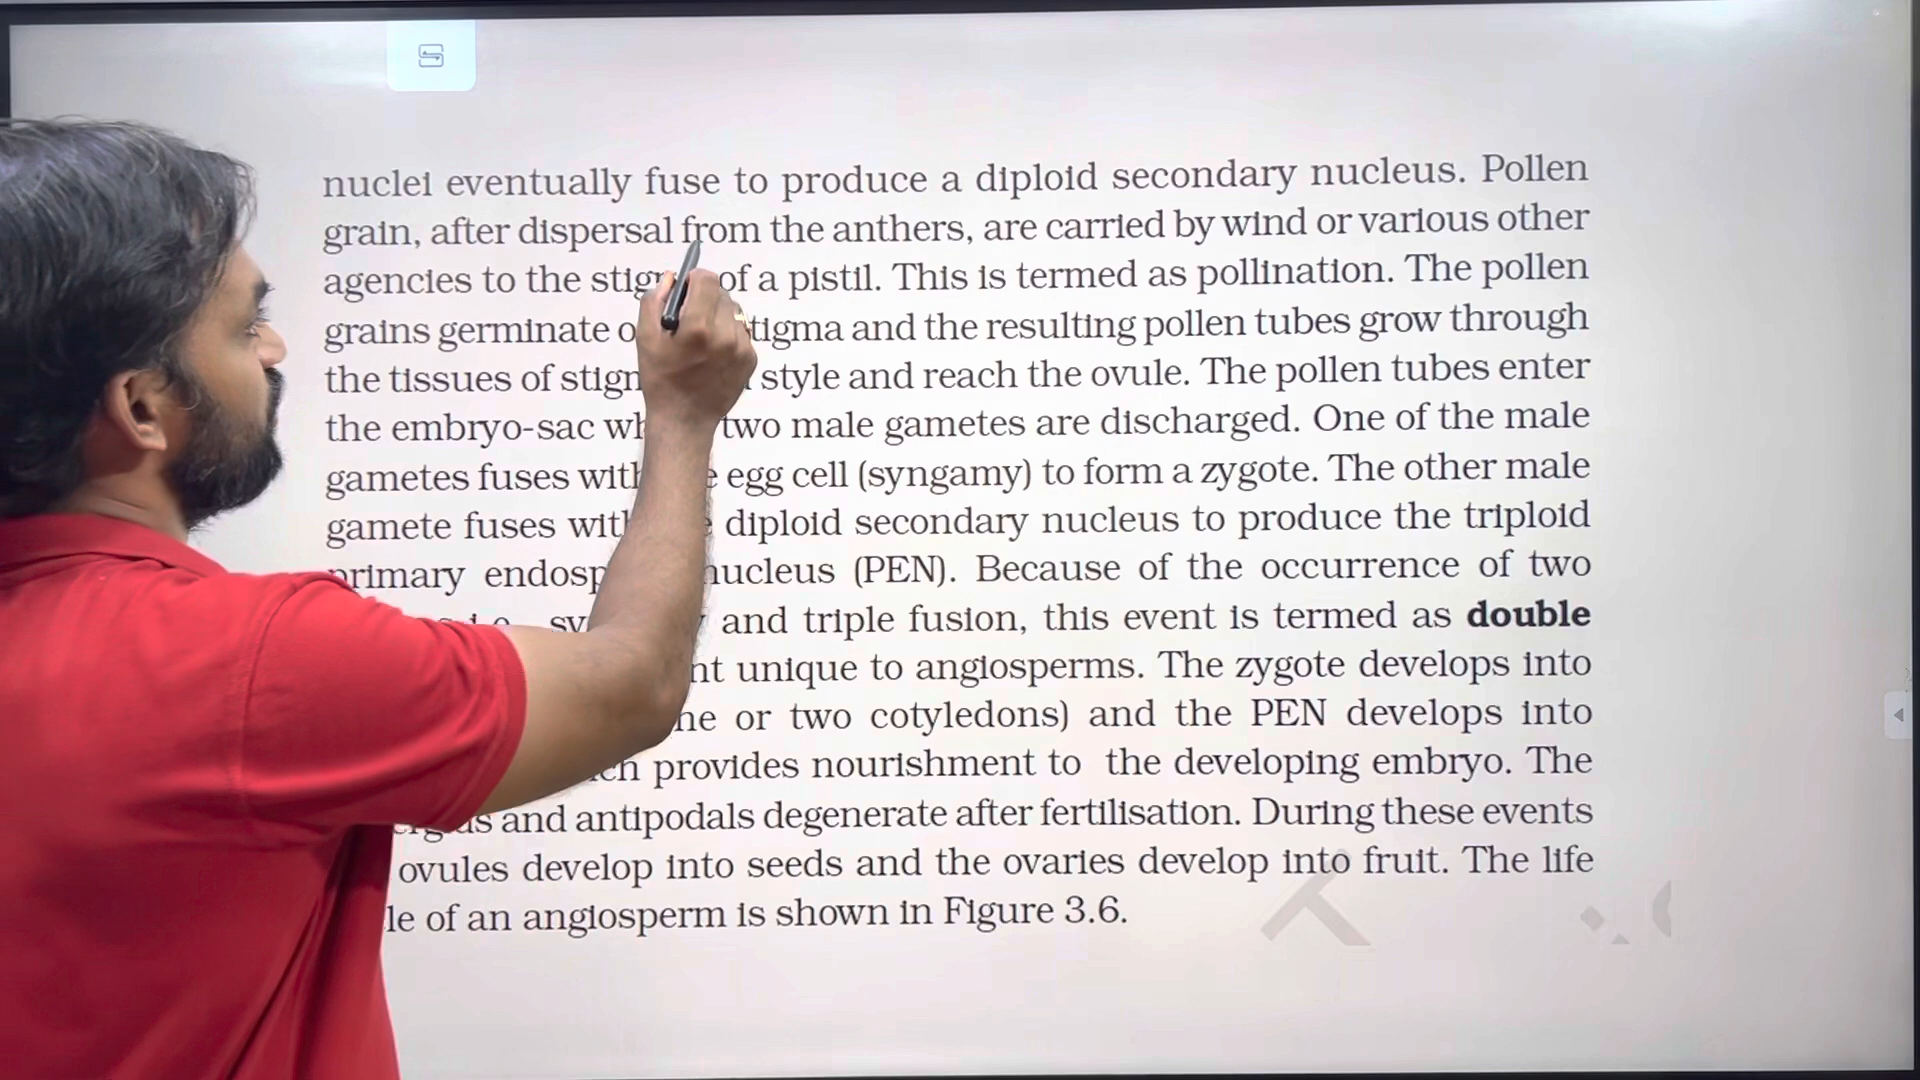 nuclei eventually fuse to produce a diploid secondary nucleus. Pollen
grain, after dispersal from the anthers, are carried by wind or various other
agencies to the of a pistil. This is termed as pollination. The pollen
grains germinate and the resulting pollen tubes grow through
the tissues of style and reach the ovule. The pollen tubes enter
the embryo-sac two male gametes are discharged. One of the male
gametes fuses egg cell (syngamy) to form a zygote. The other male
gamete fuses diploid secondary nucleus to produce the triploid
primary nucleus (PEN). Because of the occurrence of two
and triple fusion, this event is termed as double
unique to angiosperms. The zygote develops into
or two cotyledons) and the PEN develops into
provides nourishment to the developing embryo. The
and antipodals degenerate after fertilisation. During these events
ovules develop into seeds and the ovaries develop into fruit. The life
of an angiosperm is shown in Figure 3.6.